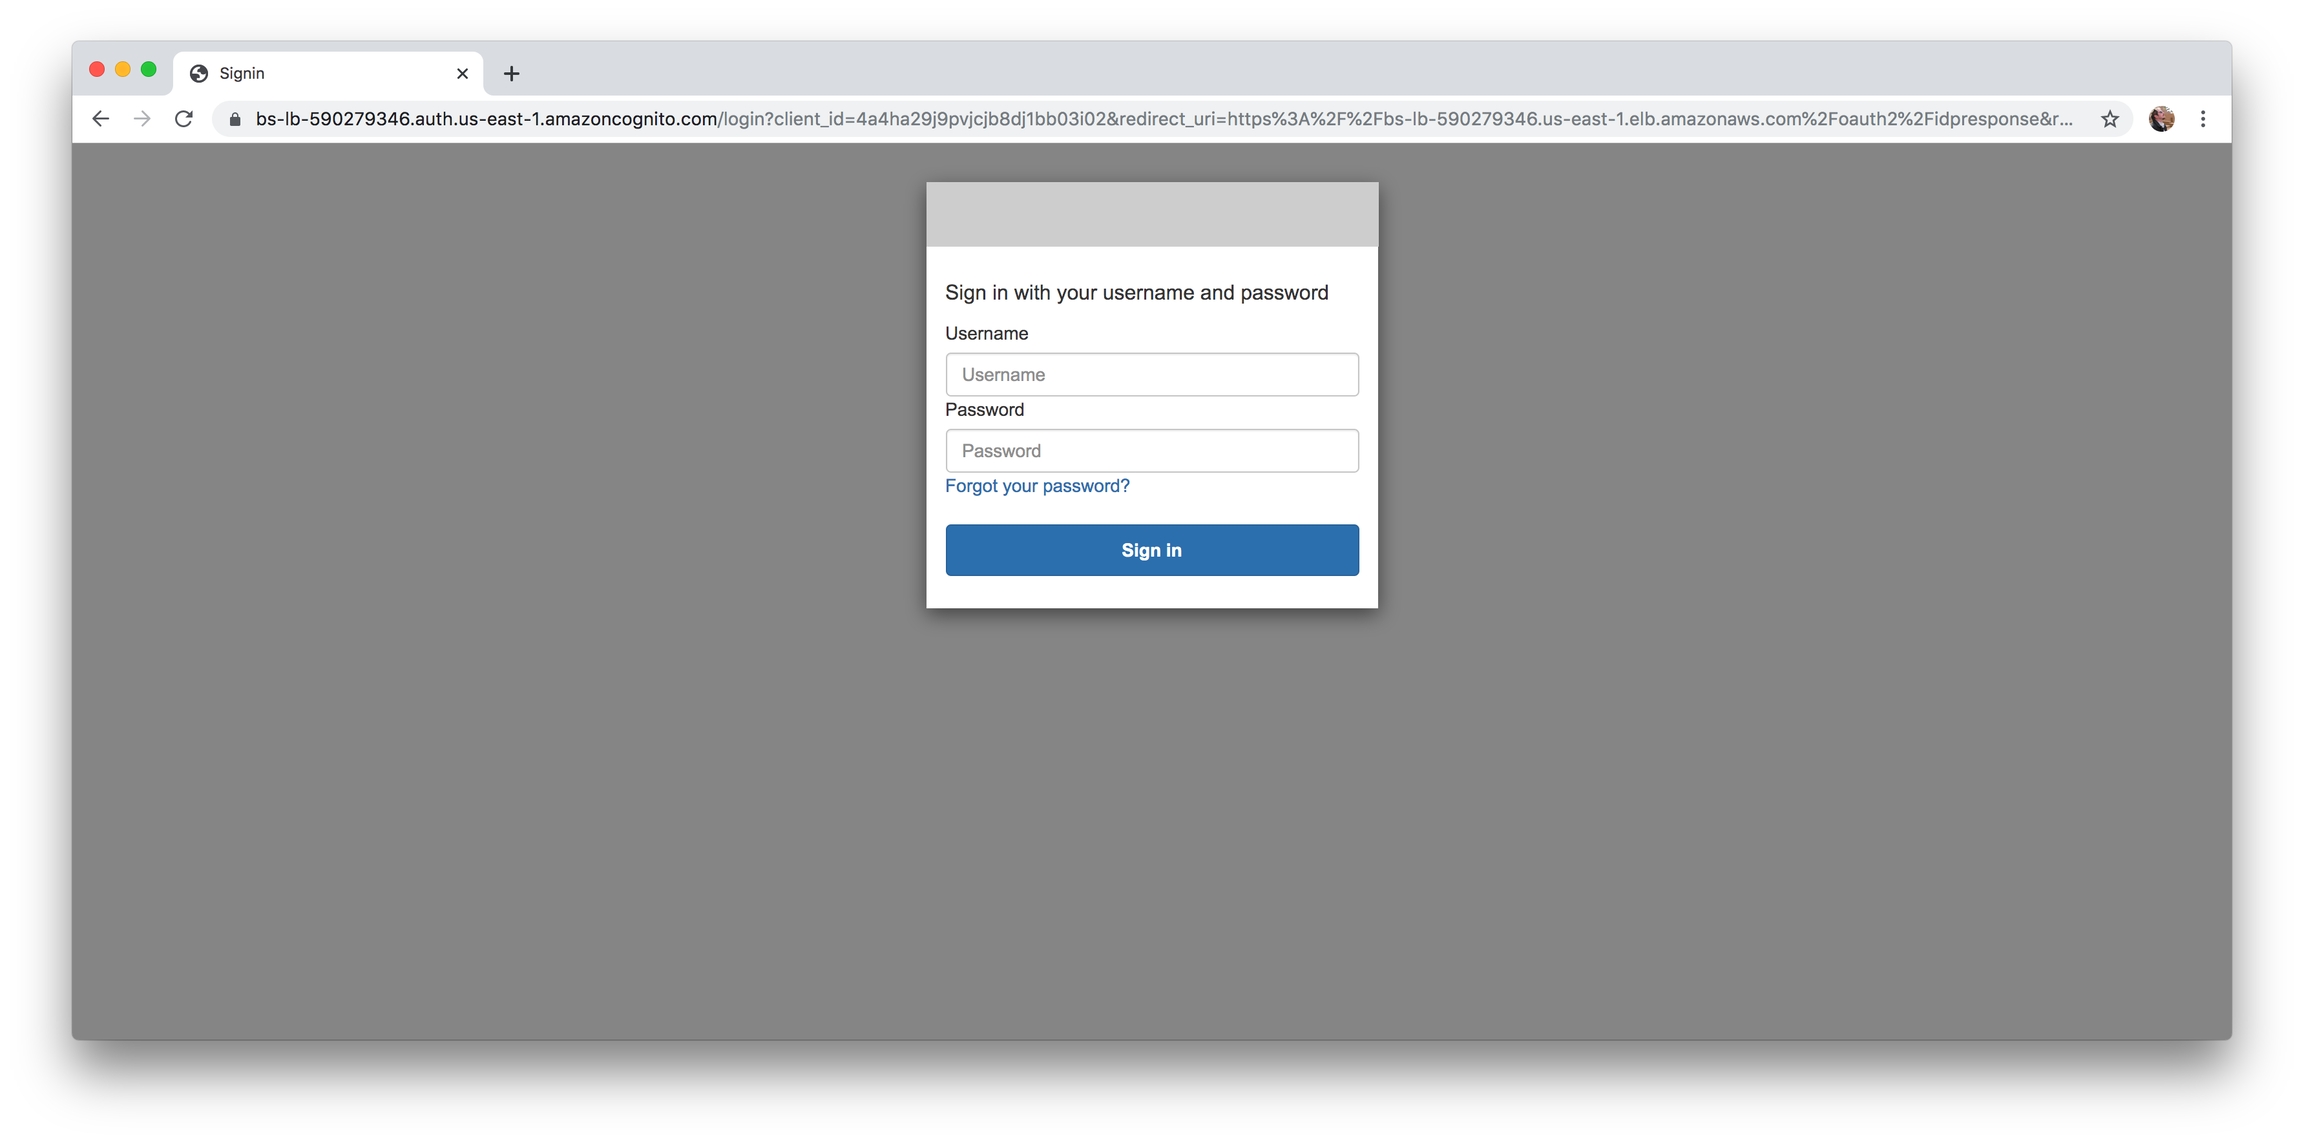 Signin
bs-lb-590279346.auth.us-east-1.amazoncognito.com/login?client_id=4a4ha29j9pvjcjb8dj1bb03i02&redirect_uri=https%3A%2F%2Fbs-lb-590279346.us-east-1.elb.amazonaws.com%2Foauth2%2Fidpresponse&r...
Sign in with your username and password
Username
Username
Password
Password
Forgot your password?
Sign in